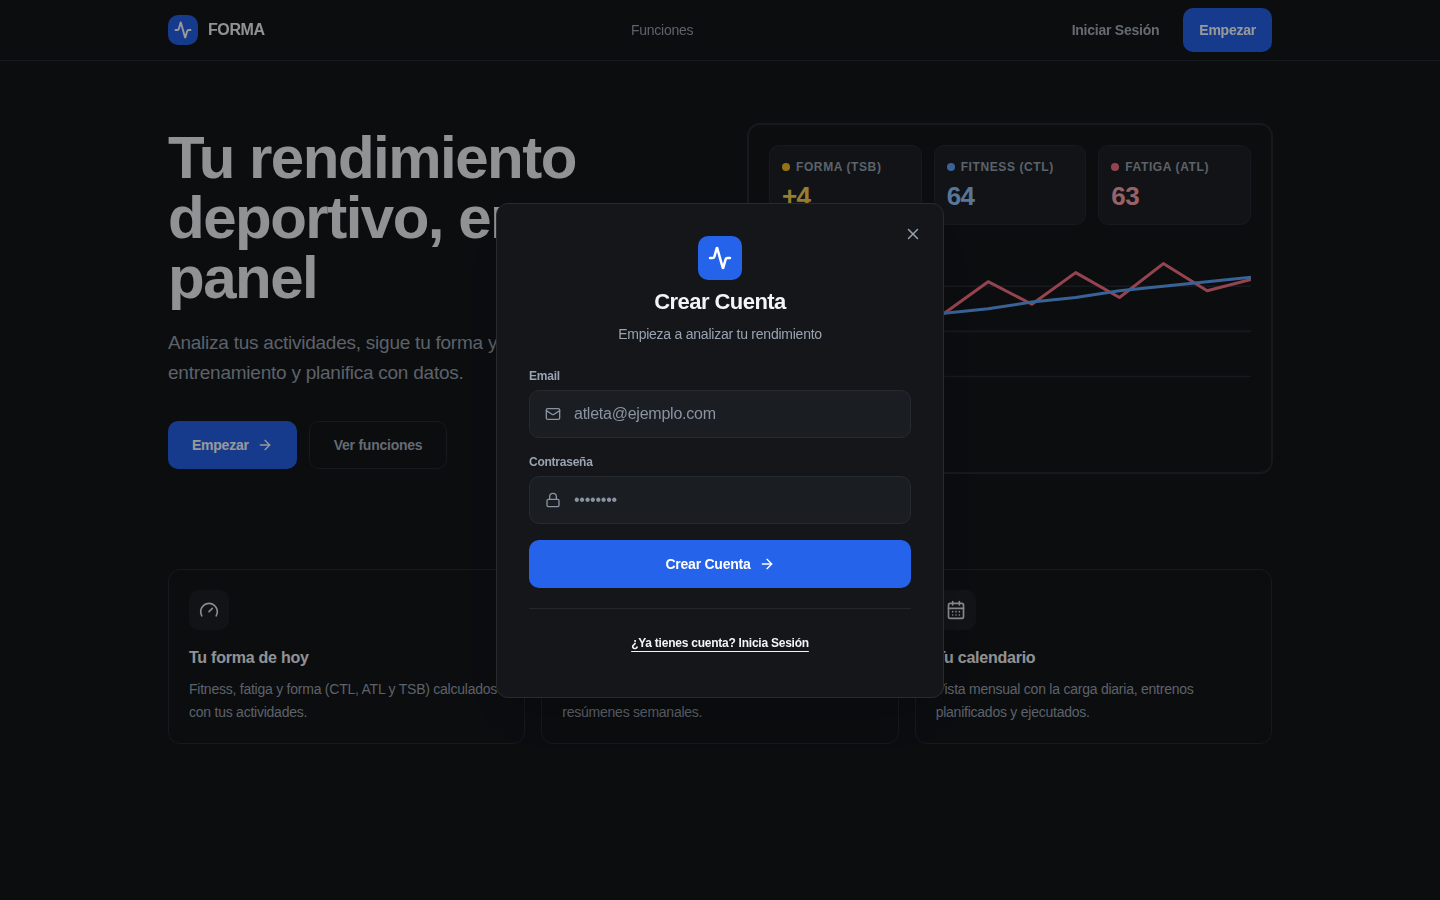 FORMA
Funciones
Iniciar Sesión
Empezar
Tu rendimiento
deportivo, en
panel
Analiza tus actividades, sigue tu forma y
entrenamiento y planifica con datos.
Empezar
Ver funciones
FORMA (TSB)
+4
FITNESS (CTL)
64
FATIGA (ATL)
63
Crear Cuenta
Empieza a analizar tu rendimiento
Email
atleta@ejemplo.com
Contraseña
••••••••
Crear Cuenta
¿Ya tienes cuenta? Inicia Sesión
Tu forma de hoy
Fitness, fatiga y forma (CTL, ATL y TSB) calculados
con tus actividades.
resúmenes semanales.
Tu calendario
Vista mensual con la carga diaria, entrenos
planificados y ejecutados.